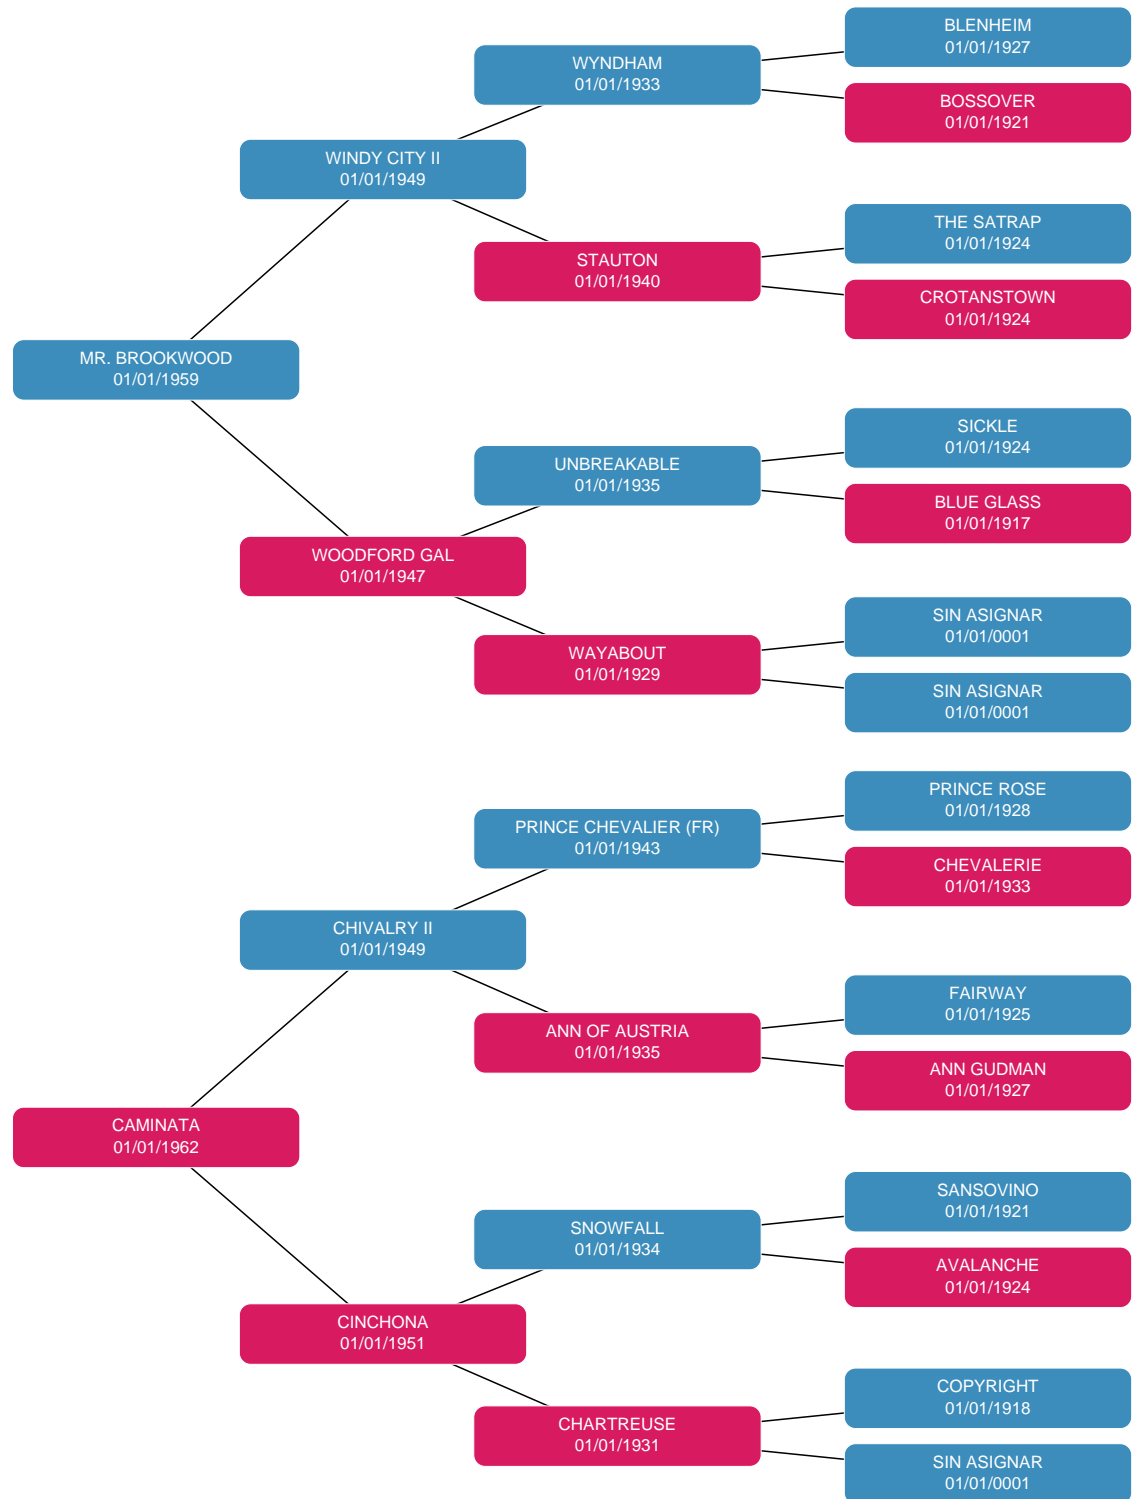 BLENHEIM
01/01/1927
WYNDHAM
01/01/1933
BOSSOVER
01/01/1921
WINDY CITY II
01/01/1949
THE SATRAP
01/01/1924
STAUTON
01/01/1940
CROTANSTOWN
01/01/1924
MR. BROOKWOOD
01/01/1959
SICKLE
01/01/1924
UNBREAKABLE
01/01/1935
BLUE GLASS
01/01/1917
WOODFORD GAL
01/01/1947
SIN ASIGNAR
01/01/0001
WAYABOUT
01/01/1929
SIN ASIGNAR
01/01/0001
PRINCE ROSE
01/01/1928
PRINCE CHEVALIER (FR)
01/01/1943
CHEVALERIE
01/01/1933
CHIVALRY II
01/01/1949
FAIRWAY
01/01/1925
ANN OF AUSTRIA
01/01/1935
ANN GUDMAN
01/01/1927
CAMINATA
01/01/1962
SANSOVINO
01/01/1921
SNOWFALL
01/01/1934
AVALANCHE
01/01/1924
CINCHONA
01/01/1951
COPYRIGHT
01/01/1918
CHARTREUSE
01/01/1931
SIN ASIGNAR
01/01/0001